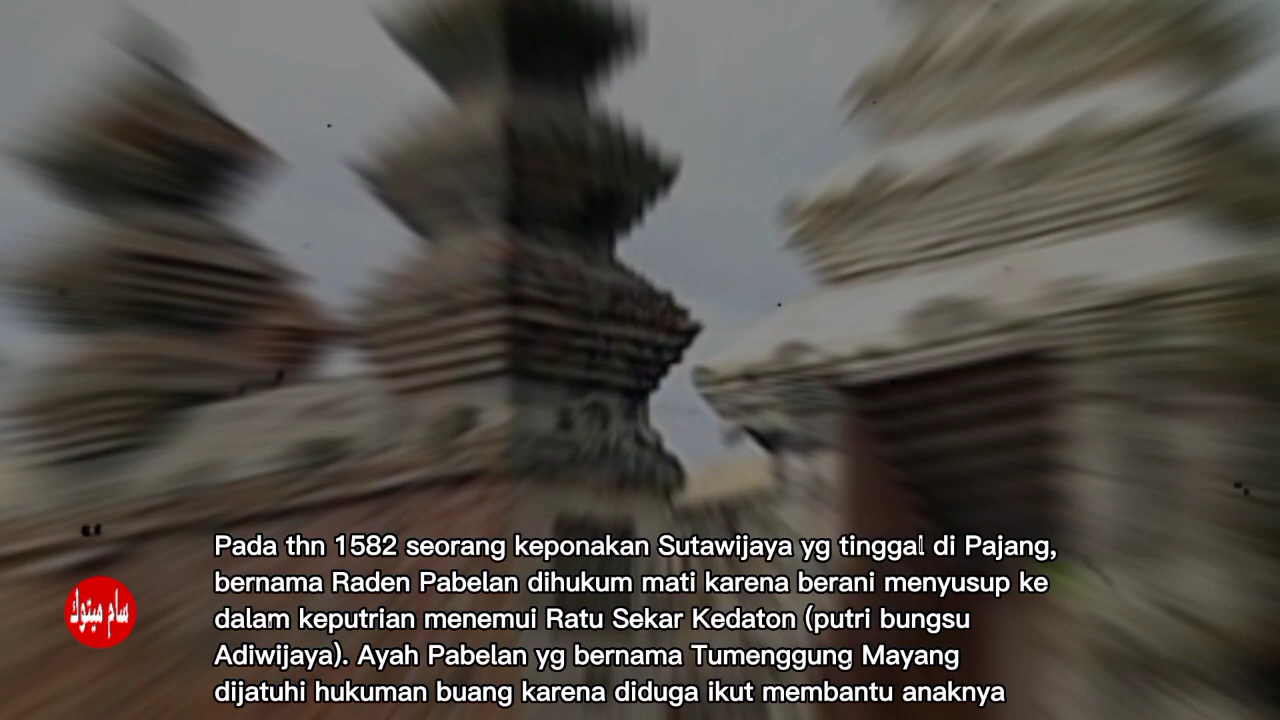 Pada thn 1582 seorang keponakan Sutawijaya yg tinggal di Pajang,
bernama Raden Pabelan dihukum mati karena berani menyusup ke
dalam keputrian menemui Ratu Sekar Kedaton (putri bungsu
Adiwijaya). Ayah Pabelan yg bernama Tumenggung Mayang
dijatuhi hukuman buang karena diduga ikut membantu anaknya
سام ميتوك